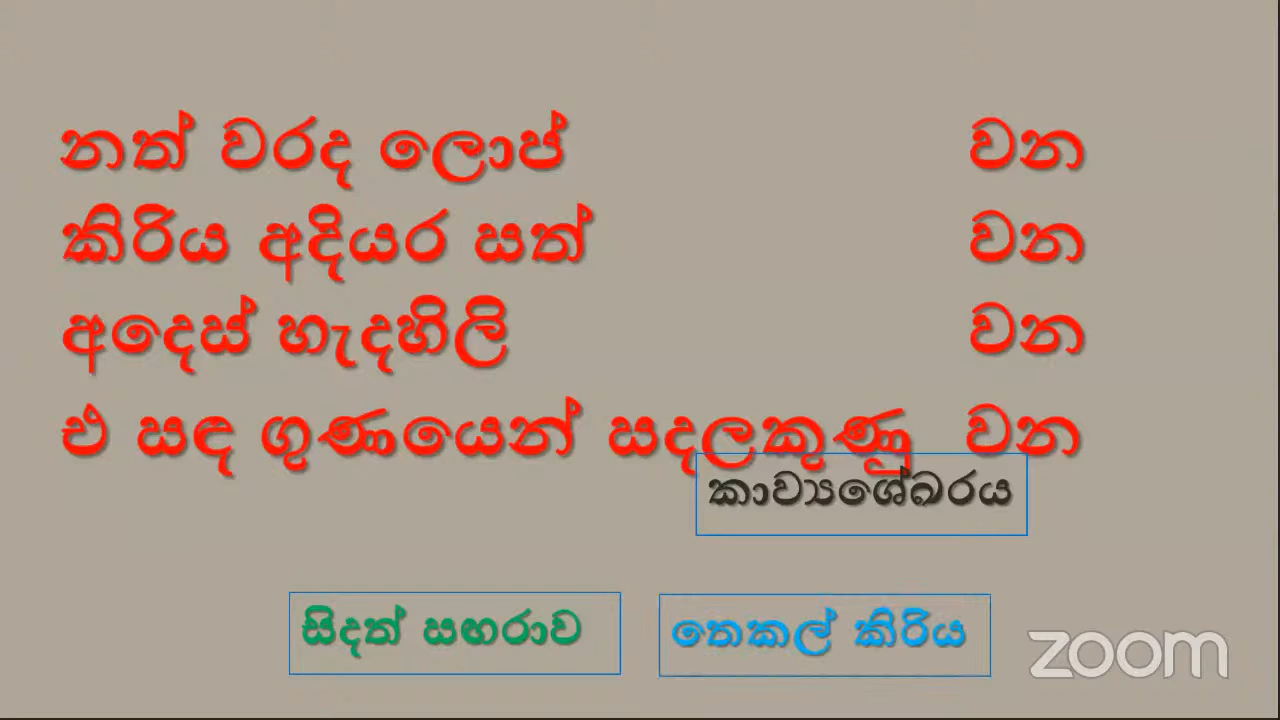 නත් වරද ලොප් වන
කිරිය අදියර සත් වන
අදෙස් හැදහිලි වන
එ සඳ ගුණයෙන් සදලකුණු වන
කාව්‍යශේඛරය
සිදත් සඟරාව
තෙකල් කිරිය
zoom